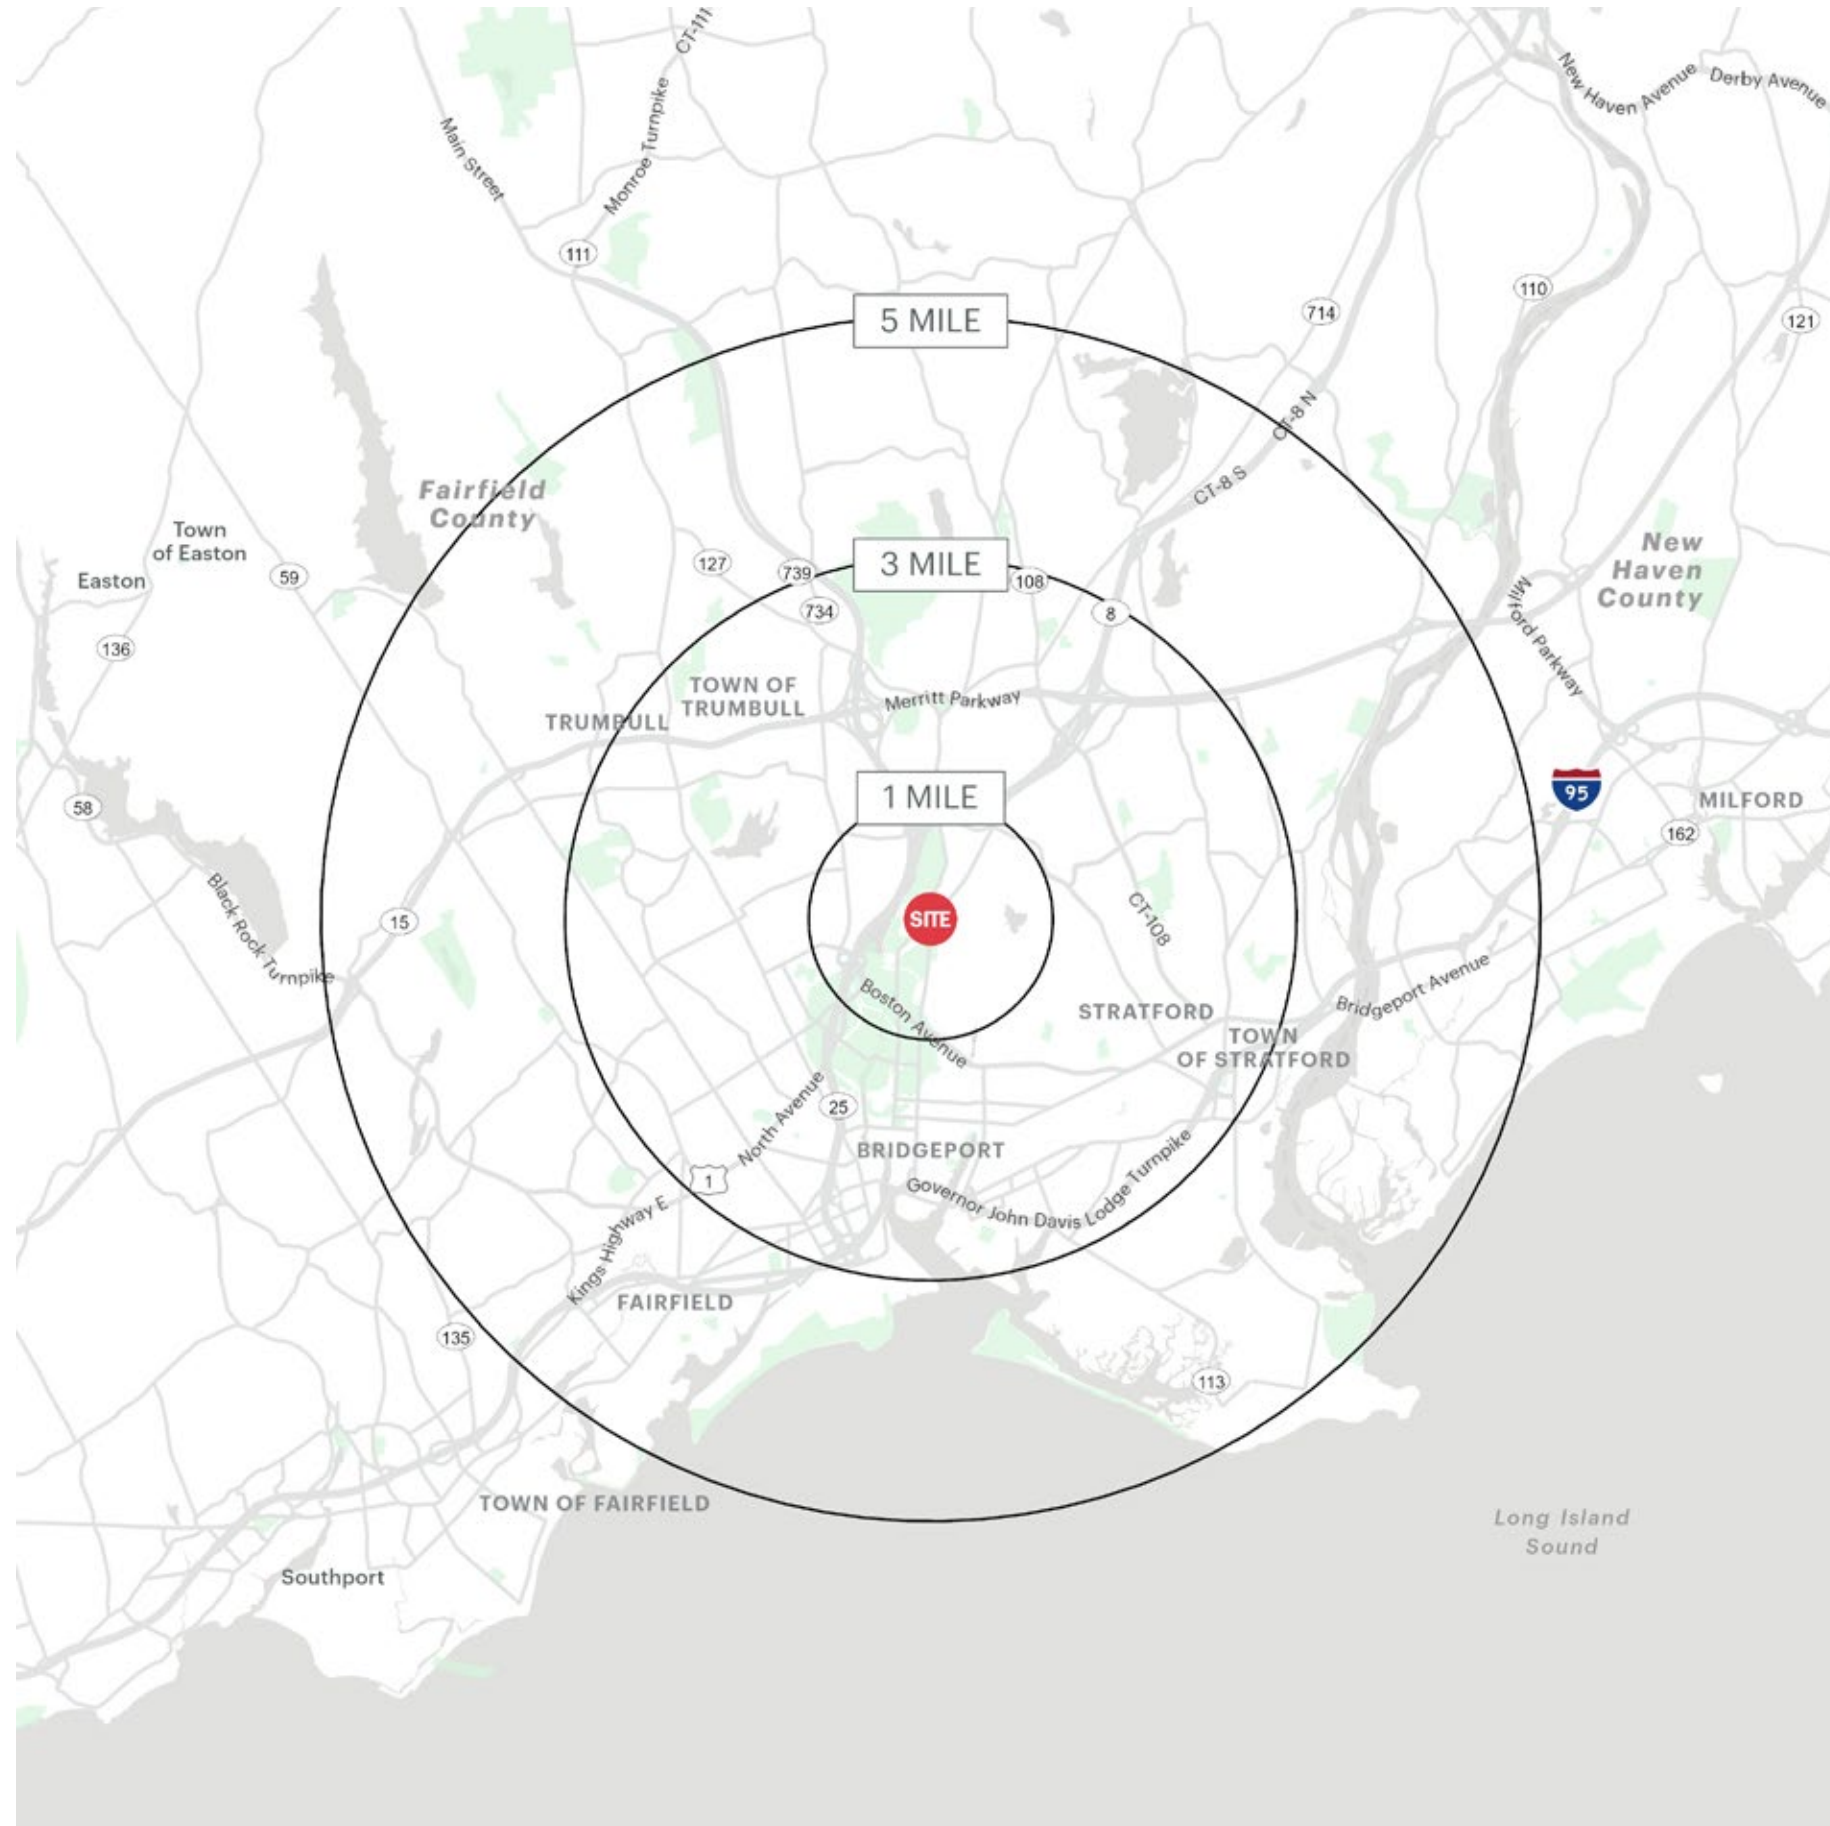 CT-111
New Haven Avenue
Derby Avenue
Main Street
Monroe Turnpike
111
110
714
121
5 MILE
CT-8 N
CT-8 S
Fairfield
County
Town
of Easton
Easton
59
136
127
739
734
3 MILE
108
8
New
Haven
County
Milford Parkway
TOWN OF
TRUMBULL
TRUMBULL
Merritt Parkway
1 MILE
95
MILFORD
162
58
Black Rock Turnpike
15
SITE
CT-108
Boston Avenue
Bridgeport Avenue
STRATFORD
TOWN
OF STRATFORD
North Avenue
25
BRIDGEPORT
1
Governor John Davis Lodge Turnpike
Kings Highway E
FAIRFIELD
135
113
TOWN OF FAIRFIELD
Long Island
Sound
Southport